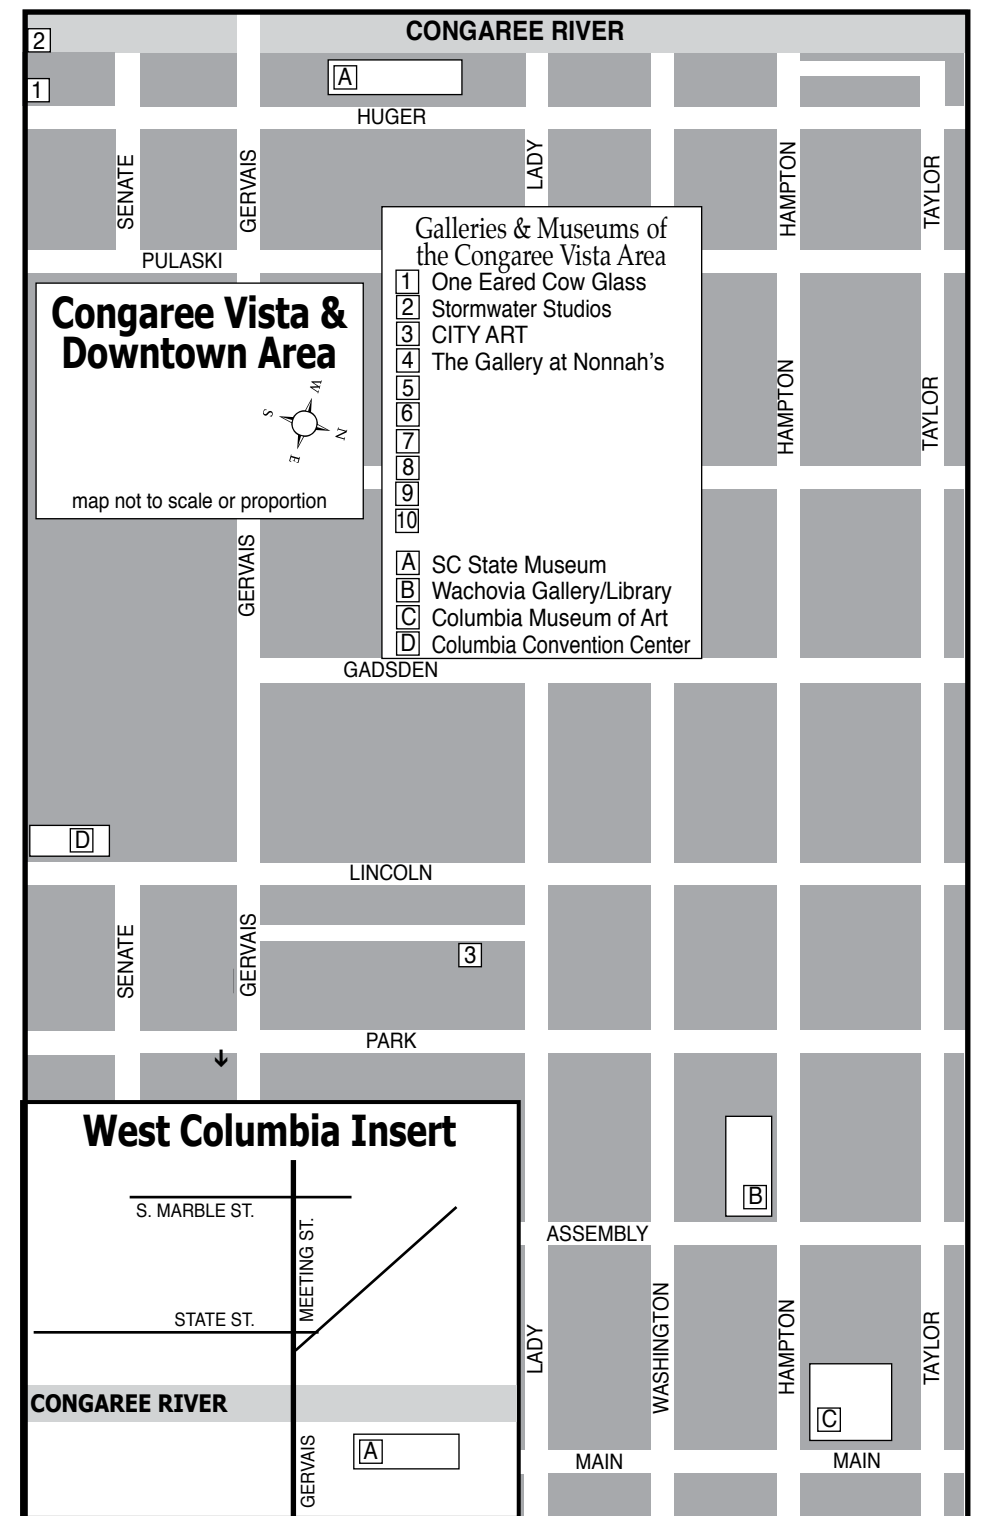 CONGAREE RIVER
2
A
1
HUGER
SENATE
GERVAIS
LADY
HAMPTON
TAYLOR
PULASKI
Galleries & Museums of
the Congaree Vista Area
1 One Eared Cow Glass
2 Stormwater Studios
3 CITY ART
4 The Gallery at Nonnah's
5
6
7
8
9
10
A SC State Museum
B Wachovia Gallery/Library
C Columbia Museum of Art
D Columbia Convention Center
Congaree Vista &
Downtown Area
W
S
N
E
map not to scale or proportion
HAMPTON
TAYLOR
GERVAIS
GADSDEN
D
LINCOLN
SENATE
GERVAIS
3
PARK
B
ASSEMBLY
LADY
WASHINGTON
HAMPTON
TAYLOR
C
MAIN
MAIN
West Columbia Insert
S. MARBLE ST.
MEETING ST.
STATE ST.
CONGAREE RIVER
GERVAIS
A